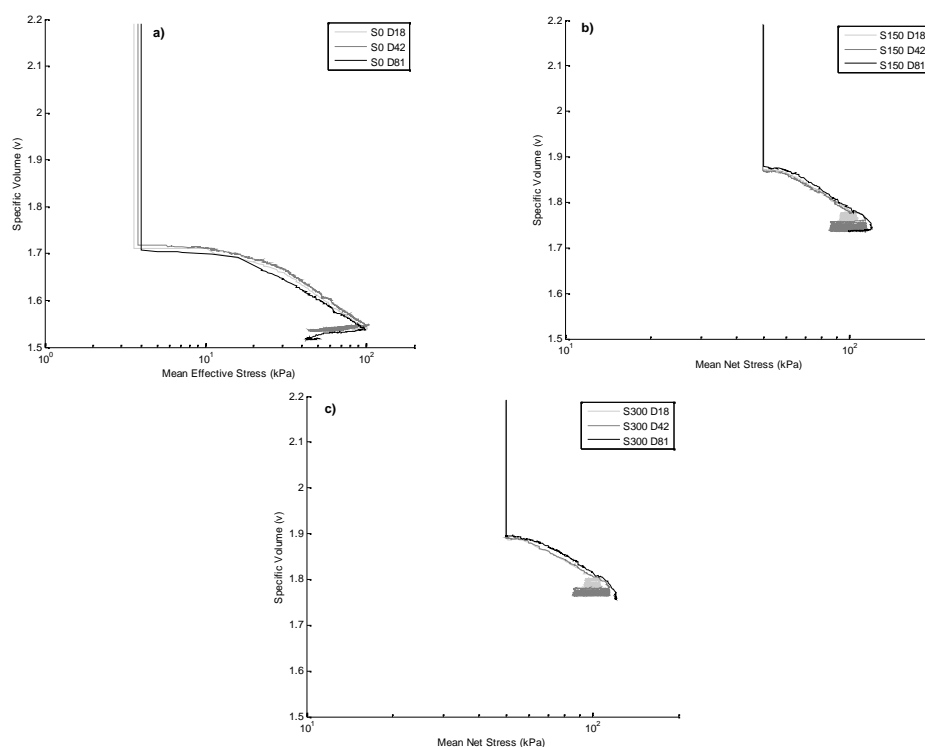 a)
S0 D18
S0 D42
S0 D81
2.2
2.1
2
1.9
1.8
1.7
1.6
1.5
Specific Volume (v)
10^0
10^1
10^2
Mean Effective Stress (kPa)
b)
S150 D18
S150 D42
S150 D81
2.2
2.1
2
1.9
1.8
1.7
1.6
1.5
Specific Volume (v)
10^1
10^2
Mean Net Stress (kPa)
c)
S300 D18
S300 D42
S300 D81
2.2
2.1
2
1.9
1.8
1.7
1.6
1.5
Specific Volume (v)
10^1
10^2
Mean Net Stress (kPa)